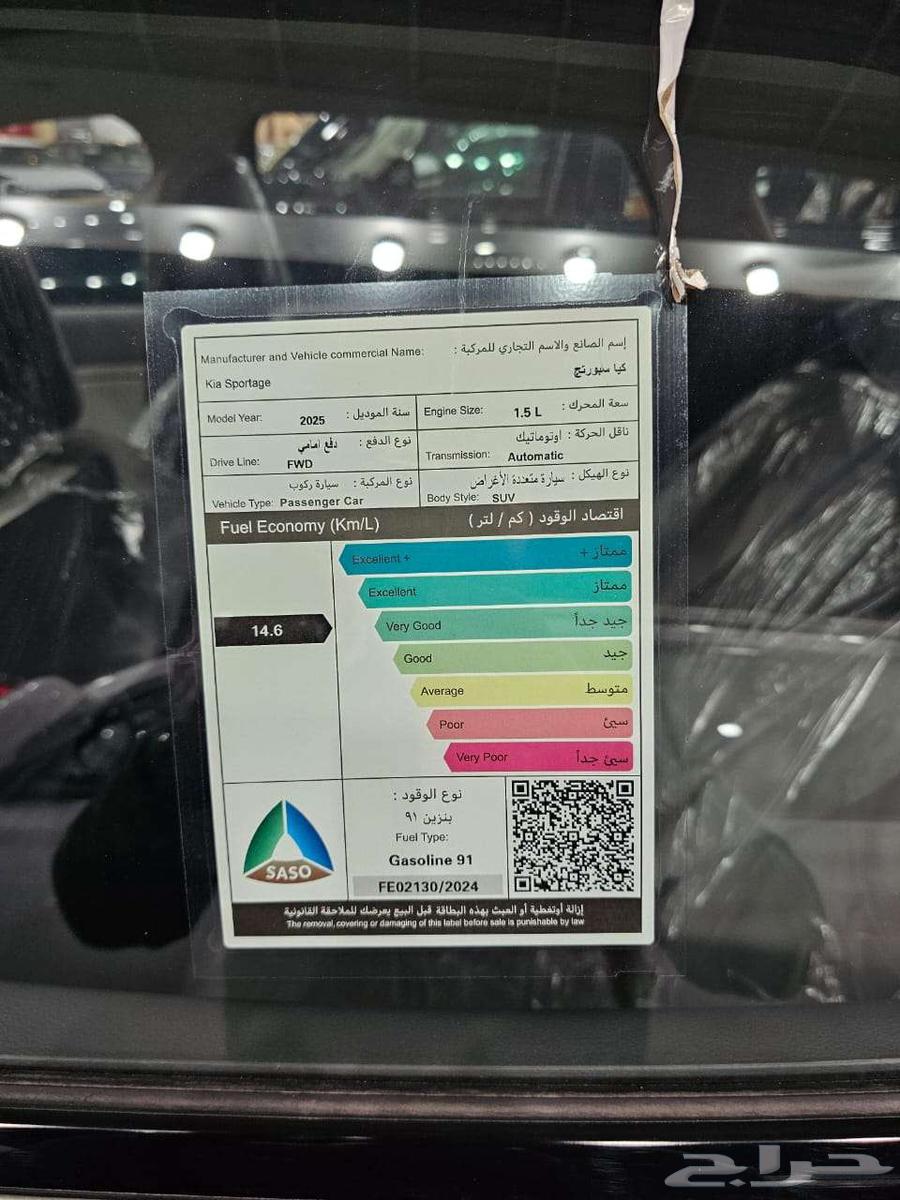 Manufacturer and Vehicle commercial Name: إسم الصانع والاسم التجاري للمركبة :
Kia Sportage كيا سبورتج
Model Year: 2025 سنة الموديل :
Engine Size: 1.5 L سعة المحرك :
نوع الدفع : دفع امامي
Drive Line: FWD
ناقل الحركة : اوتوماتيك
Transmission: Automatic
نوع المركبة : سيارة ركوب
Vehicle Type: Passenger Car
نوع الهيكل : سيارة متعددة الأغراض
Body Style: SUV
Fuel Economy (Km/L) اقتصاد الوقود ( كم / لتر )
Excellent + ممتاز +
Excellent ممتاز
14.6
Very Good جيد جداً
Good جيد
Average متوسط
Poor سيئ
Very Poor سيئ جداً
نوع الوقود :
بنزين ٩١
Fuel Type:
Gasoline 91
FE02130/2024
SASO
إزالة أوتغطية أو العبث بهذه البطاقة قبل البيع يعرضك للملاحقة القانونية
The removal, covering or damaging of this label before sale is punishable by law
حراج